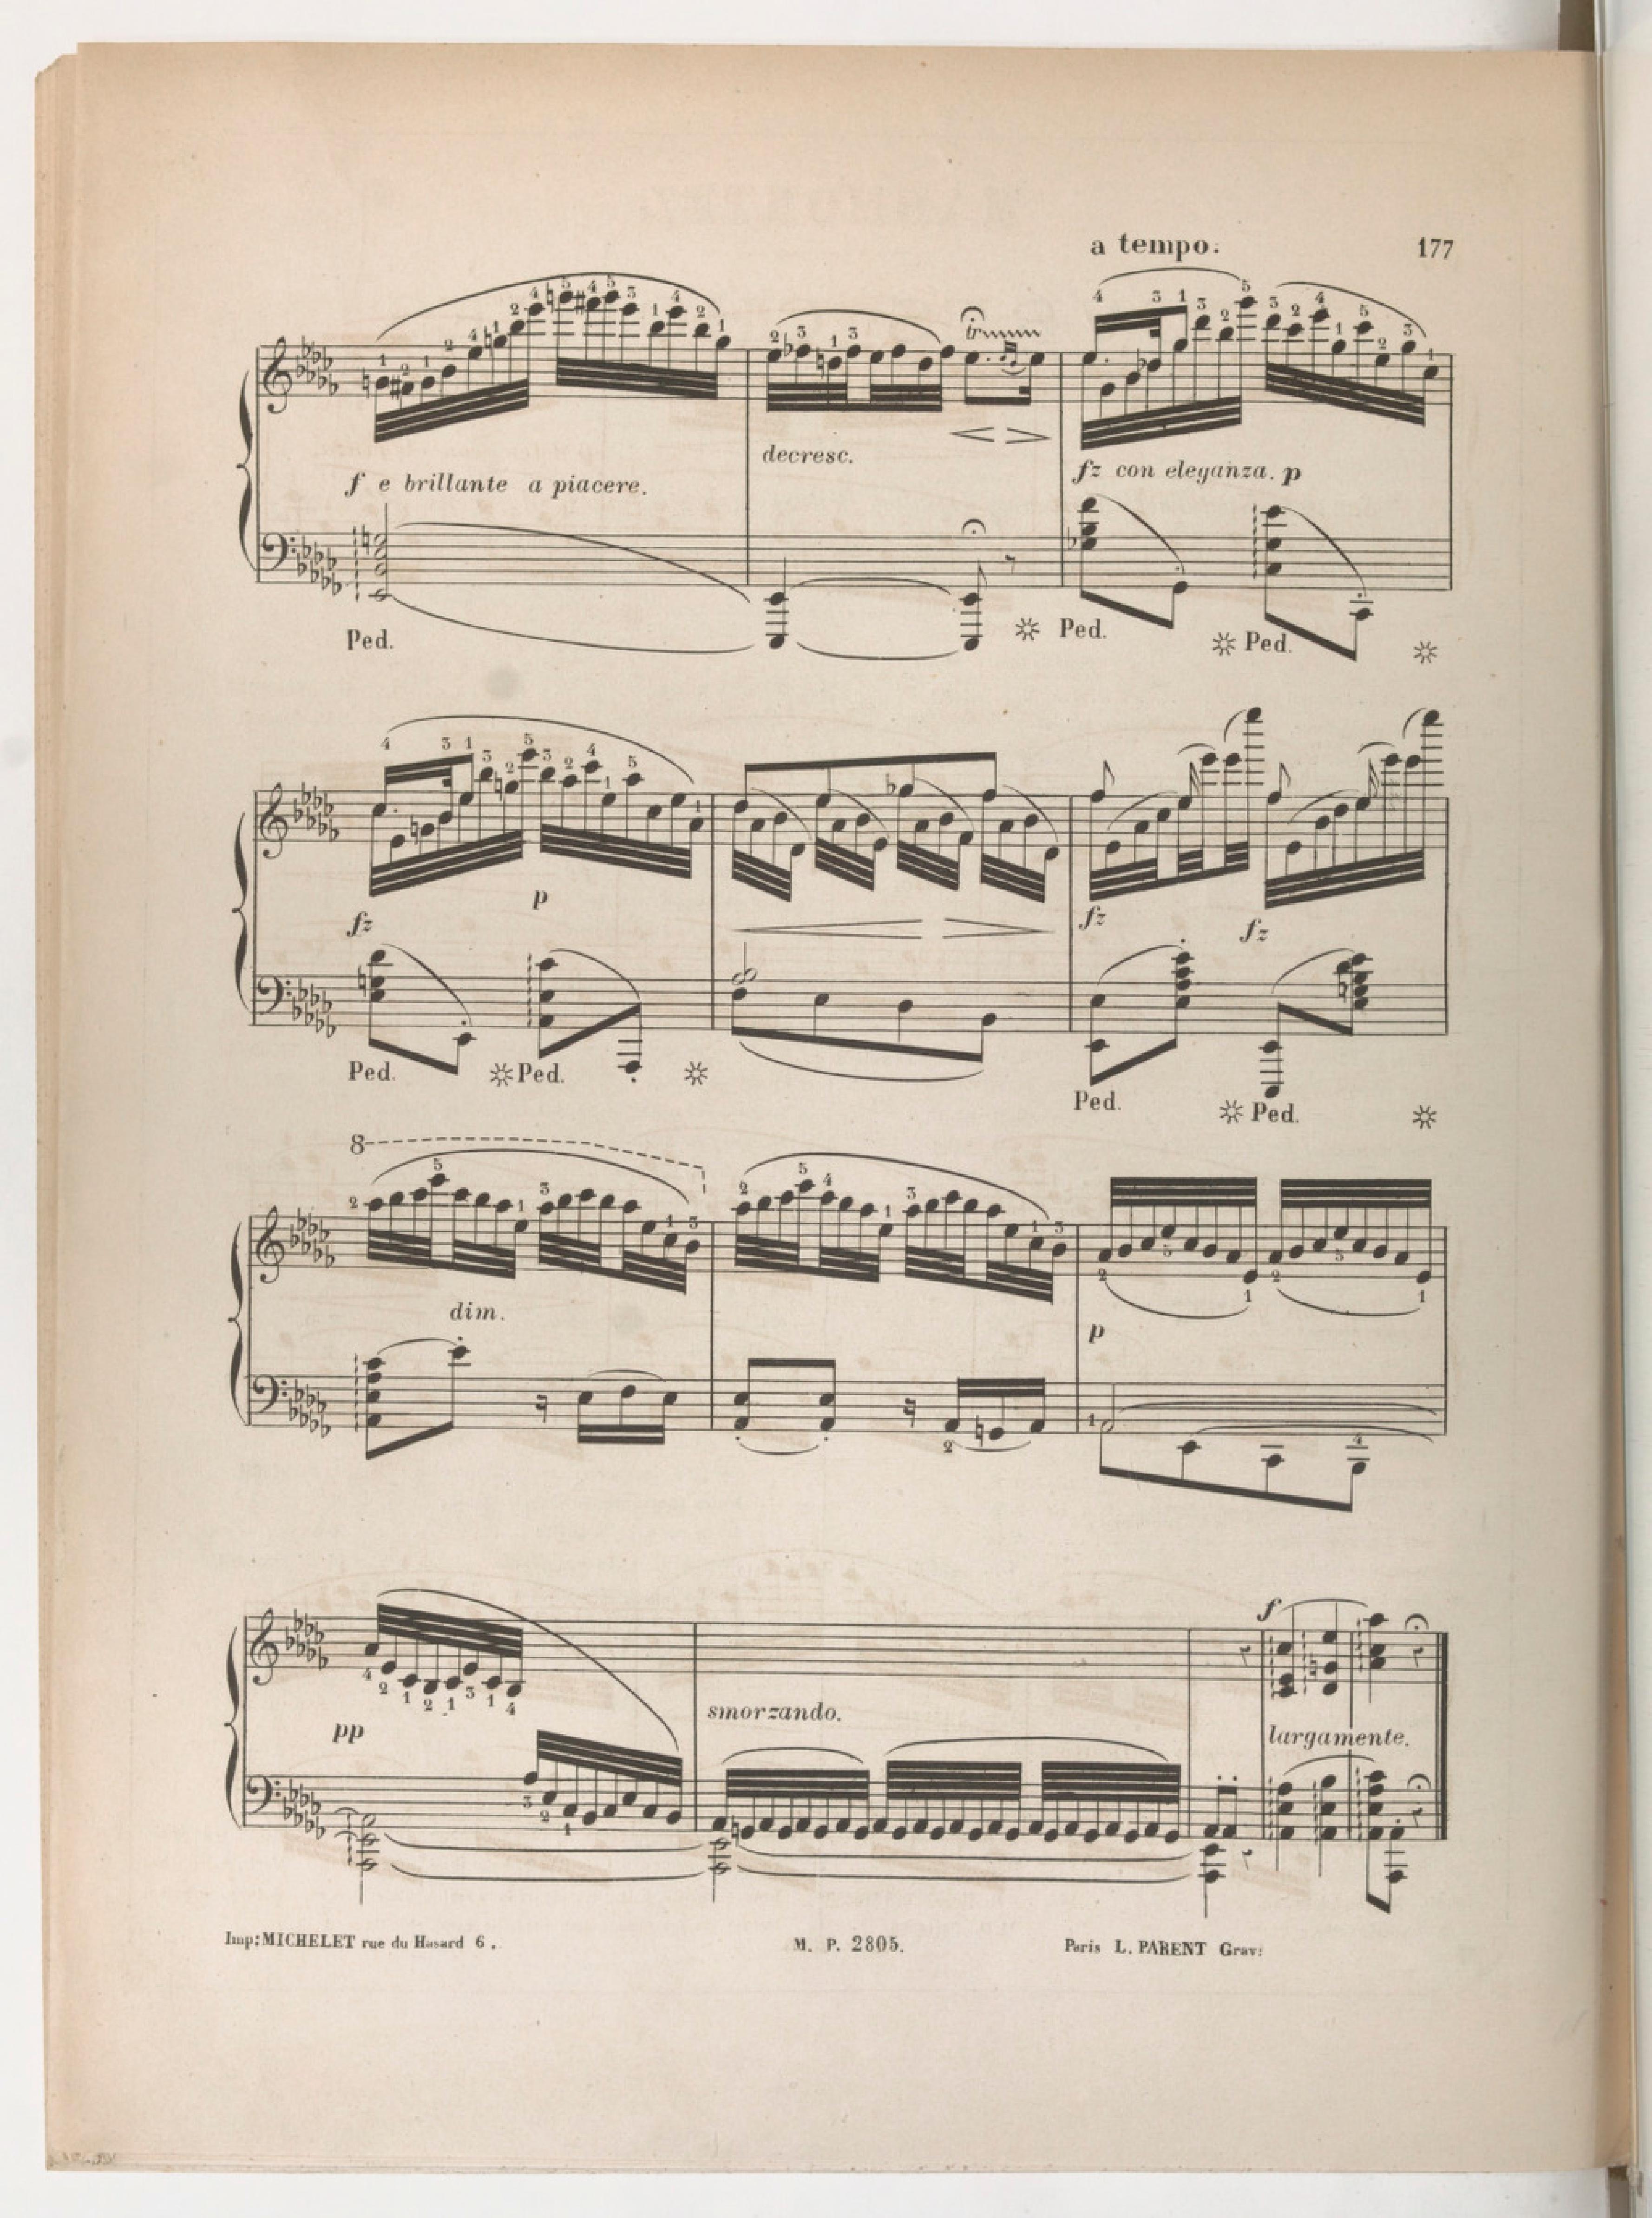 a tempo. 177
decresc.
f e brillante a piacere.
fz con eleganza. p
Ped. Ped. Ped.
p
fz fz fz
Ped. Ped. Ped. Ped.
8
dim.
p
f
smorzando.
pp largamente.
Imp: MICHELET rue du Hasard 6. M. P. 2805. Paris L. PARENT Grav: